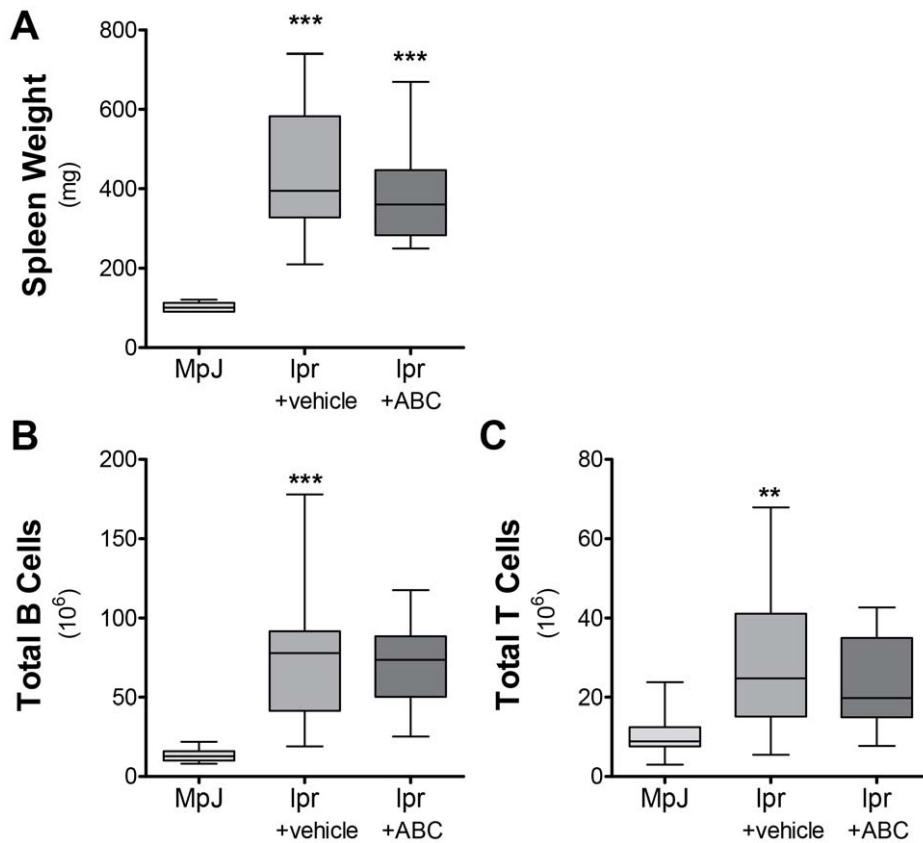 A
Spleen Weight
(mg)
800
600
400
200
0
***
***
MpJ
lpr
+vehicle
lpr
+ABC
B
Total B Cells
(10⁶)
200
150
100
50
0
***
MpJ
lpr
+vehicle
lpr
+ABC
C
Total T Cells
(10⁶)
80
60
40
20
0
**
MpJ
lpr
+vehicle
lpr
+ABC